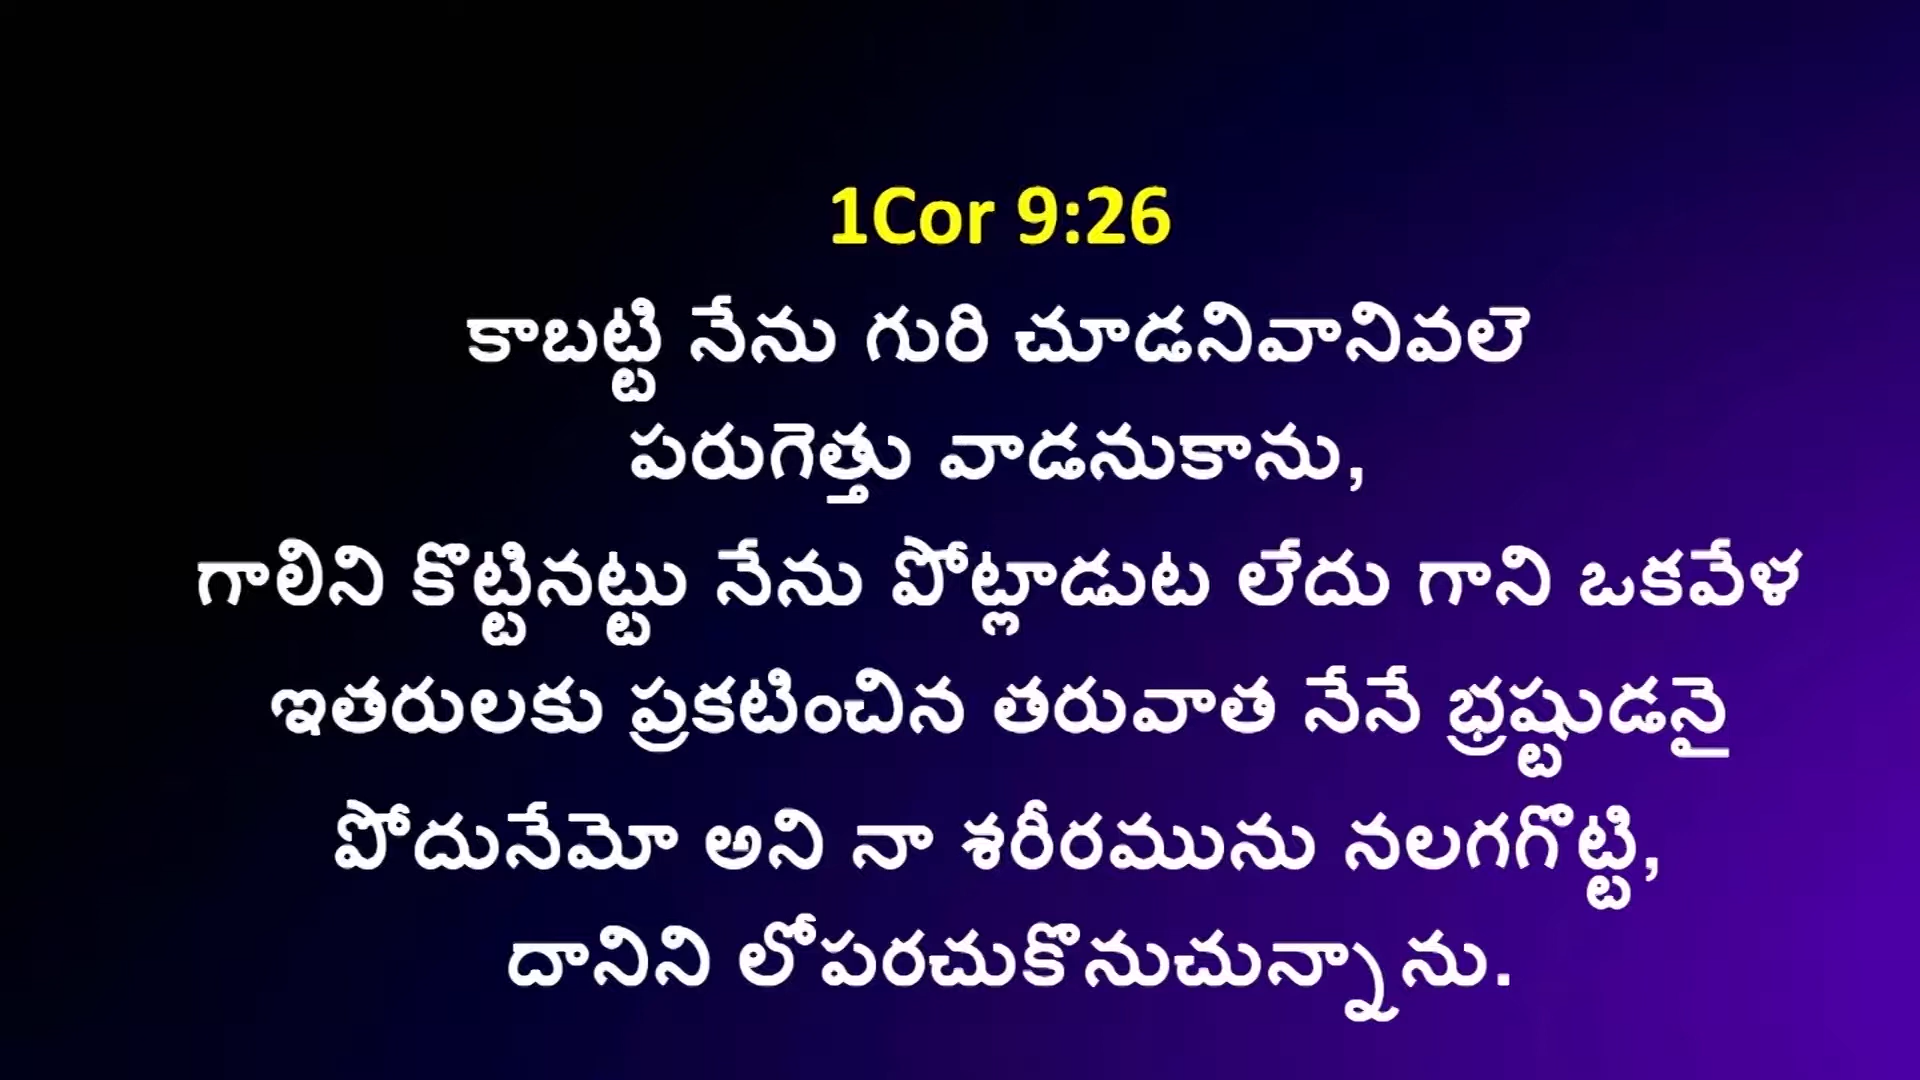 1Cor 9:26
కాబట్టి నేను గురి చూడనివానివలె
పరుగెత్తు వాడనుకాను,
గాలిని కొట్టినట్టు నేను పోట్లాడుట లేదు గాని ఒకవేళ
ఇతరులకు ప్రకటించిన తరువాత నేనే భ్రష్టుడనై
పోదునేమో అని నా శరీరమును నలగగొట్టి,
దానిని లోపరచుకొనుచున్నాను.